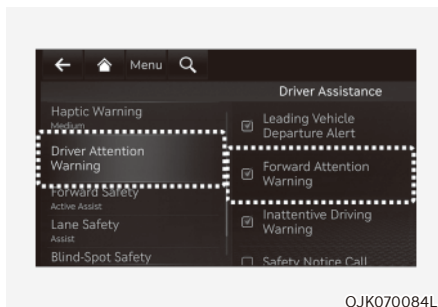 Menu
Driver Assistance
Haptic Warning
Medium
Driver Attention
Warning
Forward Safety
Active Assist
Lane Safety
Assist
Blind-Spot Safety
Leading Vehicle
Departure Alert
Forward Attention
Warning
Inattentive Driving
Warning
Safety Notice Call
OJK070084L